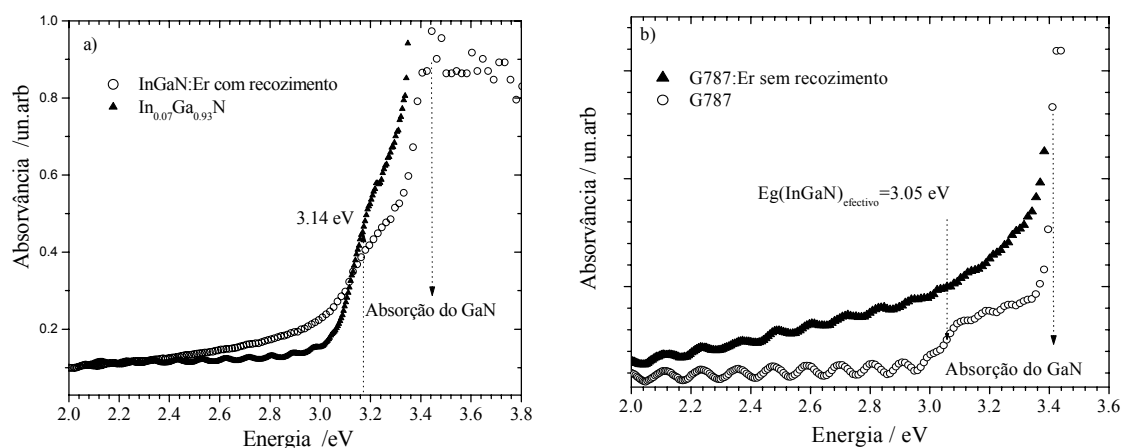 a)
InGaN:Er com recozimento
In0.07Ga0.93N
3.14 eV
Absorção do GaN
Absorvância /un.arb
1.0
0.8
0.6
0.4
0.2
2.0 2.2 2.4 2.6 2.8 3.0 3.2 3.4 3.6 3.8
Energia /eV
b)
G787:Er sem recozimento
G787
Eg(InGaN)efectivo=3.05 eV
Absorção do GaN
Absorvância / un.arb
2.0 2.2 2.4 2.6 2.8 3.0 3.2 3.4 3.6
Energia / eV